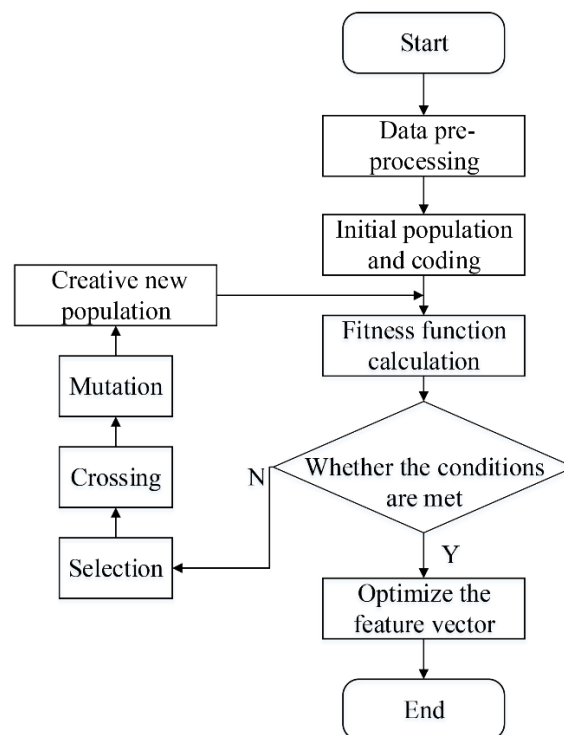 Start
Data pre-
processing
Initial population
and coding
Creative new
population
Fitness function
calculation
Mutation
Whether the conditions
are met
N
Crossing
Selection
Y
Optimize the
feature vector
End